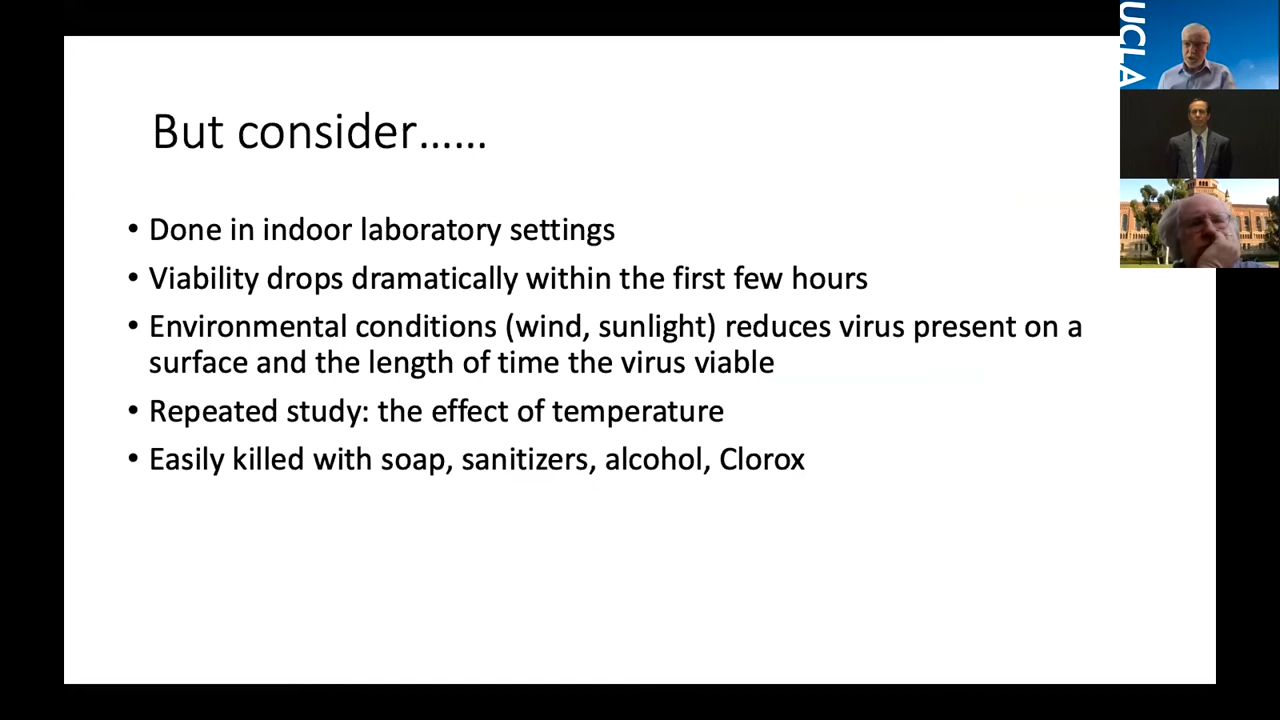 But consider......
• Done in indoor laboratory settings
• Viability drops dramatically within the first few hours
• Environmental conditions (wind, sunlight) reduces virus present on a
surface and the length of time the virus viable
• Repeated study: the effect of temperature
• Easily killed with soap, sanitizers, alcohol, Clorox
UCLA